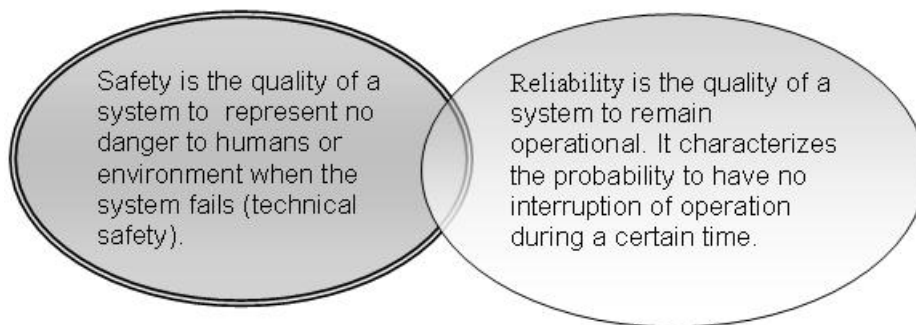 Safety is the quality of a
system to represent no
danger to humans or
environment when the
system fails (technical
safety).
Reliability is the quality of a
system to remain
operational. It characterizes
the probability to have no
interruption of operation
during a certain time.